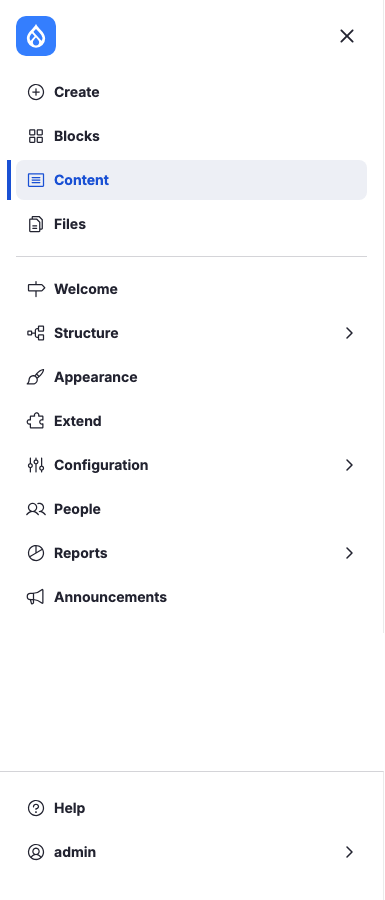 Create
Blocks
Content
Files
Welcome
Structure
Appearance
Extend
Configuration
People
Reports
Announcements
Help
admin